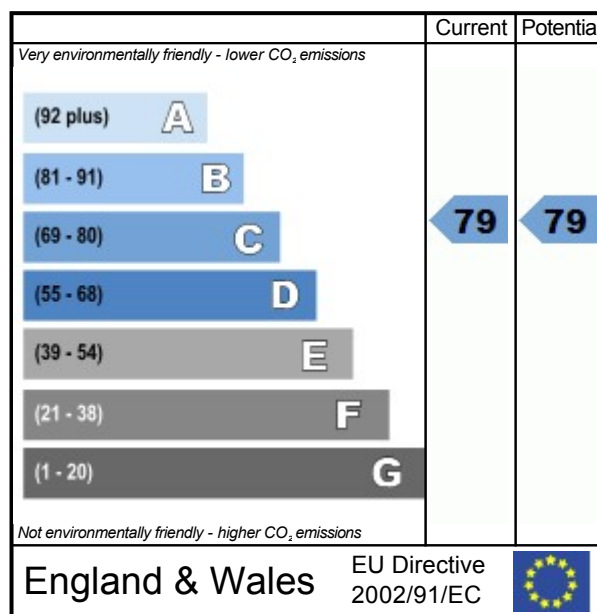 Current Potentia
Very environmentally friendly - lower CO₂ emissions
(92 plus) A
(81 - 91) B
(69 - 80) C
79 79
(55 - 68) D
(39 - 54) E
(21 - 38) F
(1 - 20) G
Not environmentally friendly - higher CO₂ emissions
England & Wales
EU Directive
2002/91/EC